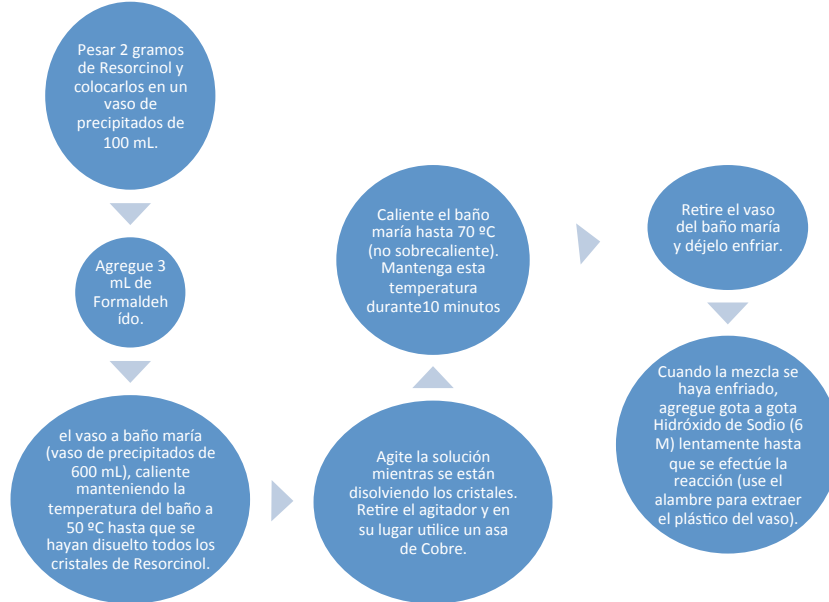 Pesar 2 gramos
de Resorcinol y
colocarlos en un
vaso de
precipitados de
100 mL.
Agregue 3
mL de
Formaldeh
ído.
el vaso a baño maría
(vaso de precipitados de
600 mL), caliente
manteniendo la
temperatura del baño a
50 ºC hasta que se
hayan disuelto todos los
cristales de Resorcinol.
Agite la solución
mientras se están
disolviendo los cristales.
Retire el agitador y en
su lugar utilice un asa
de Cobre.
Caliente el baño
maría hasta 70 ºC
(no sobrecaliente).
Mantenga esta
temperatura
durante10 minutos
Retire el vaso
del baño maría
y déjelo enfriar.
Cuando la mezcla se
haya enfriado,
agregue gota a gota
Hidróxido de Sodio (6
M) lentamente hasta
que se efectúe la
reacción (use el
alambre para extraer
el plástico del vaso).